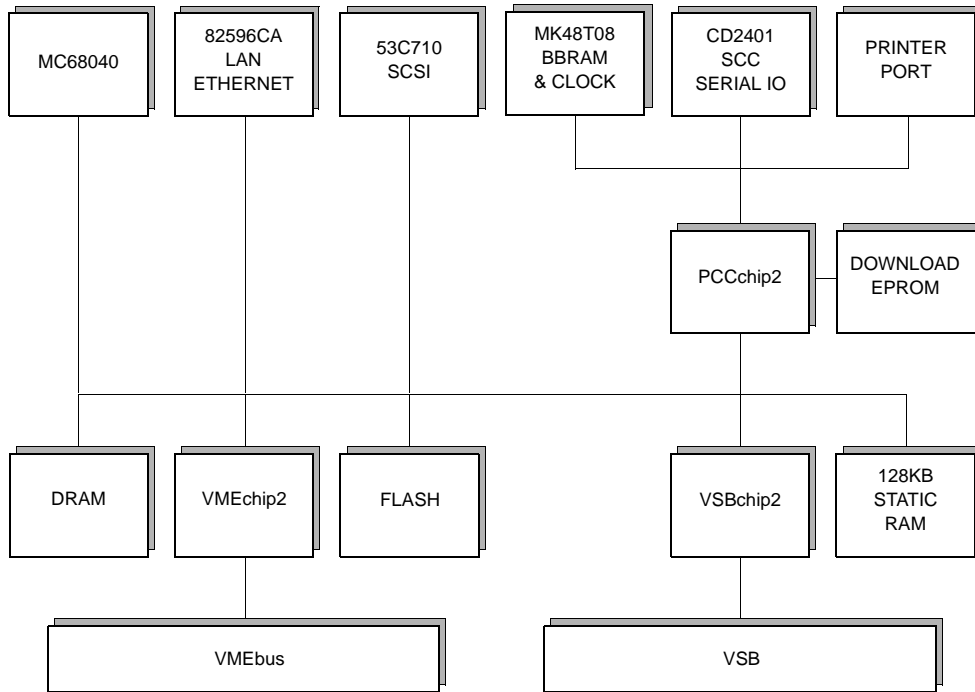 MC68040
82596CA
LAN
ETHERNET
53C710
SCSI
MK48T08
BBRAM
& CLOCK
CD2401
SCC
SERIAL IO
PRINTER
PORT
PCCchip2
DOWNLOAD
EPROM
DRAM
VMEchip2
FLASH
VSBchip2
128KB
STATIC
RAM
VMEbus
VSB